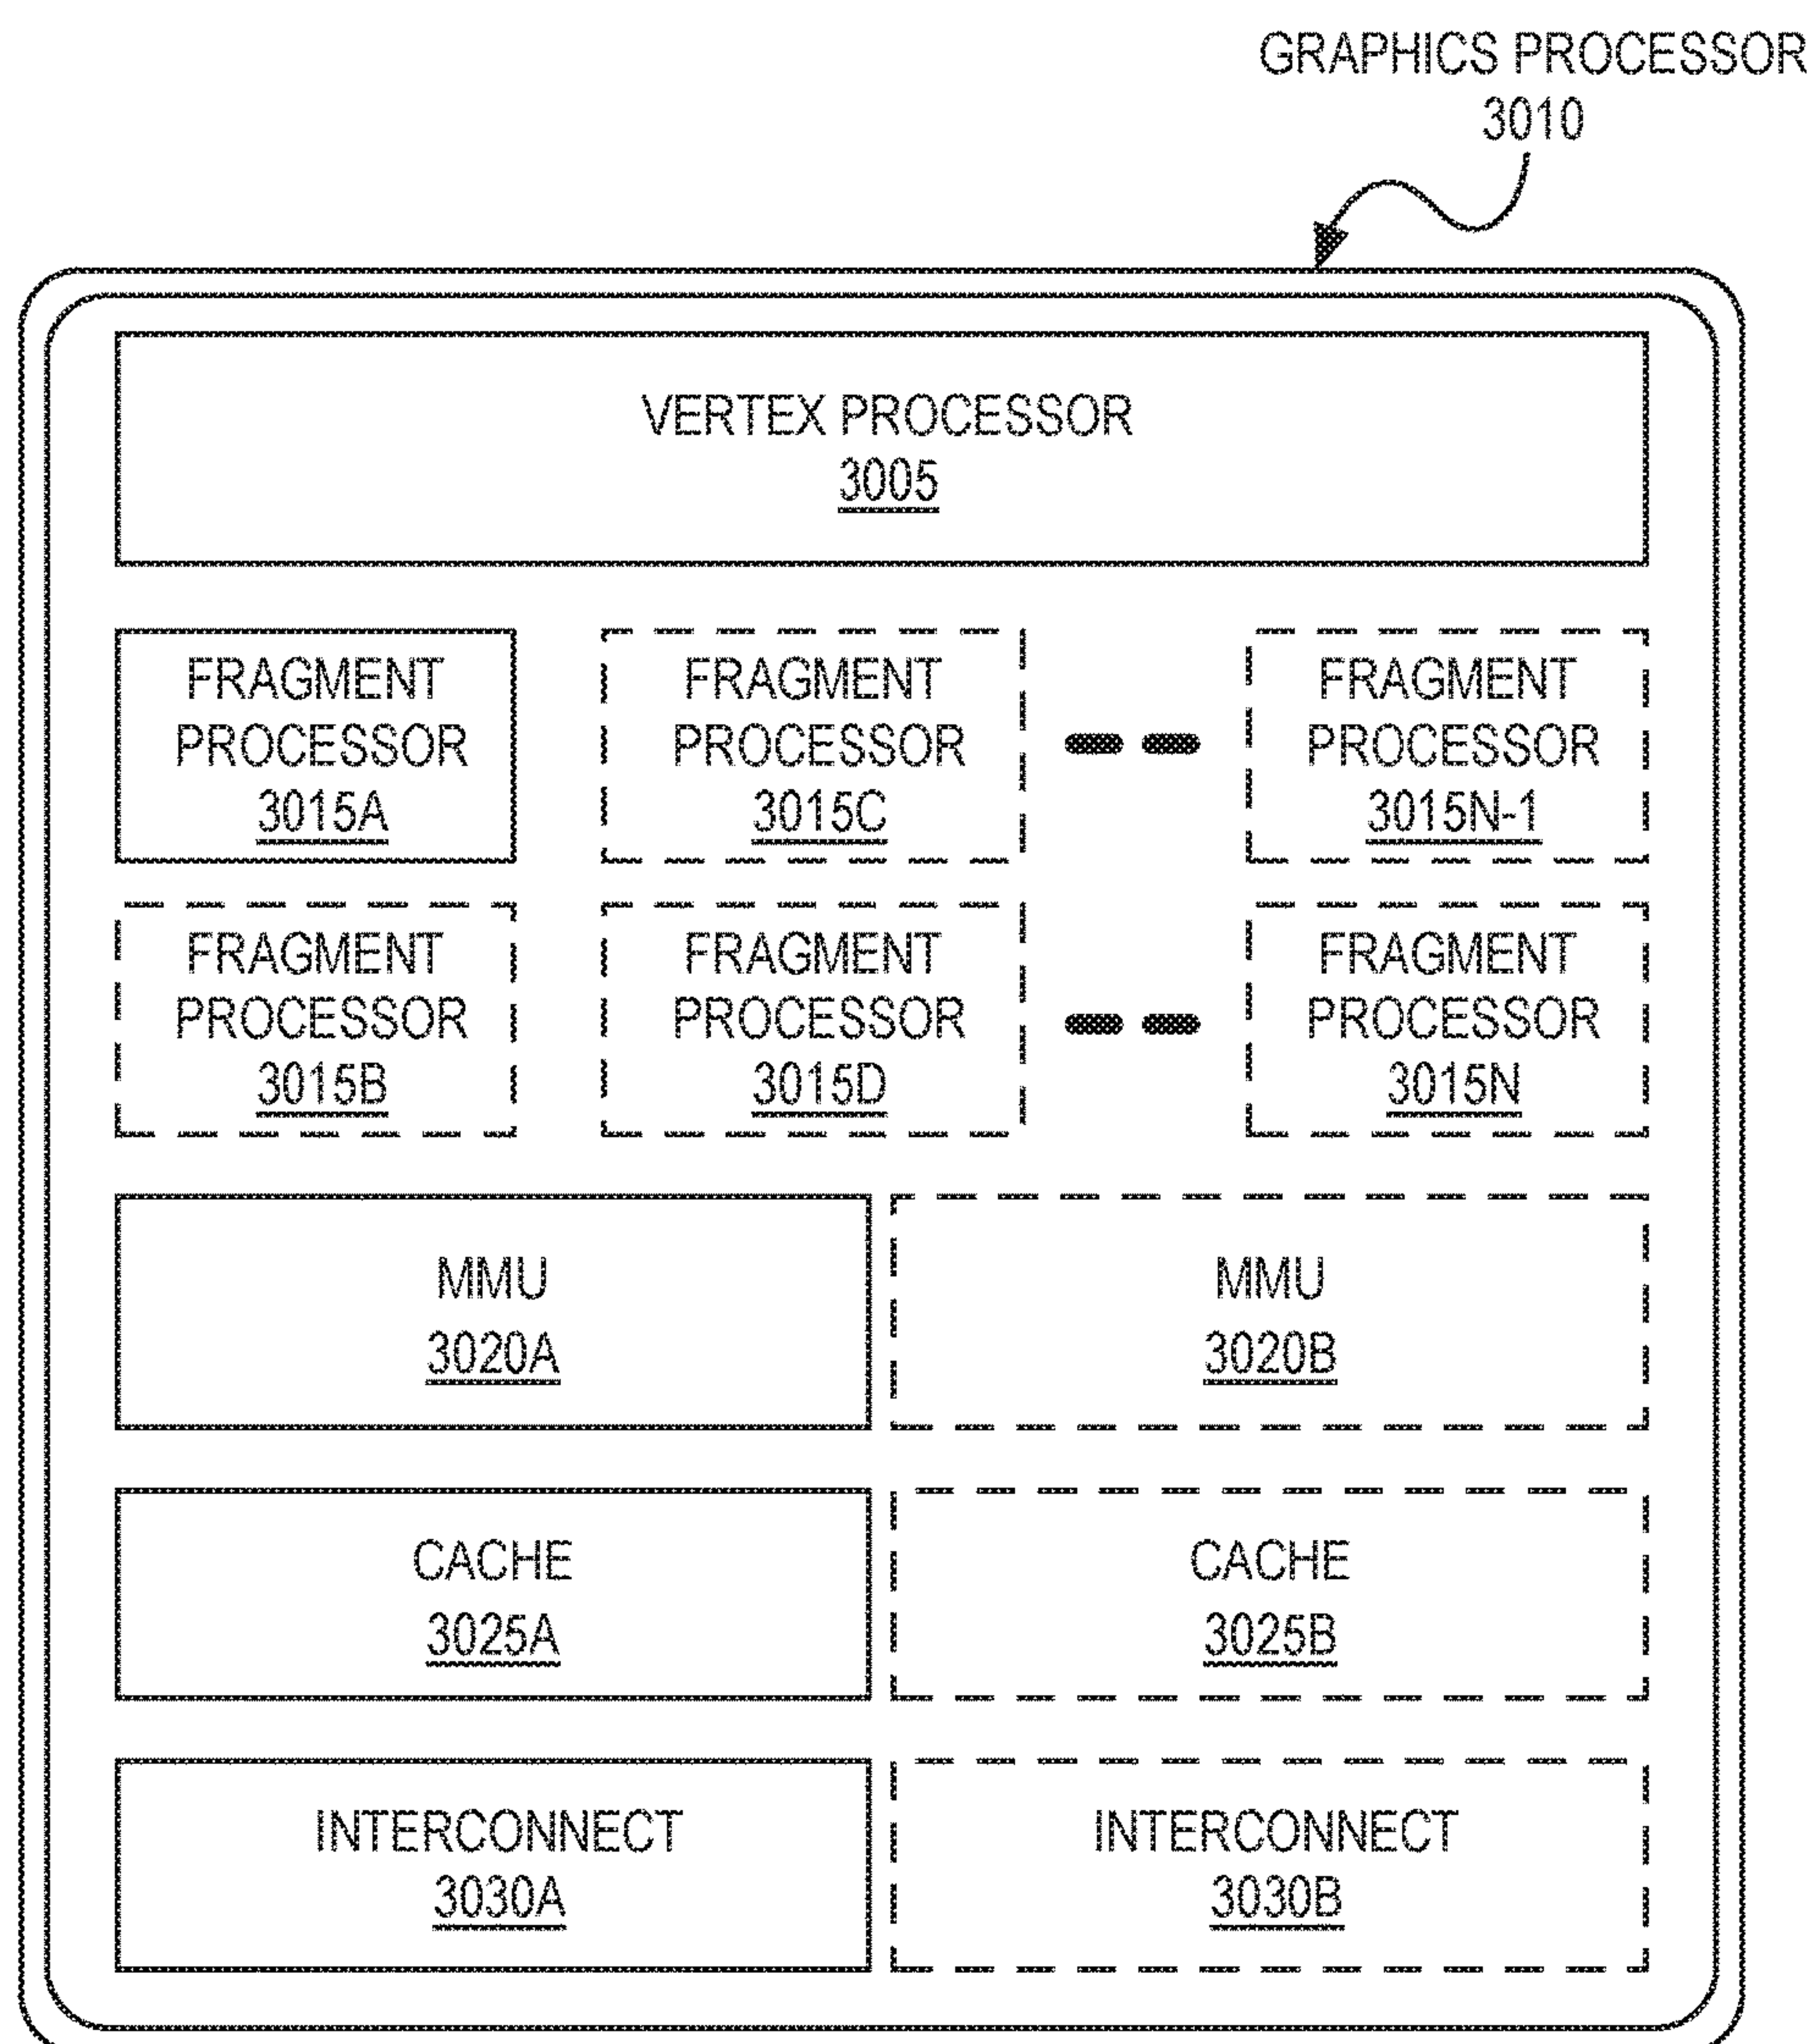 GRAPHICS PROCESSOR
3010
VERTEX PROCESSOR
3005
FRAGMENT
PROCESSOR
3015A
FRAGMENT
PROCESSOR
3015C
FRAGMENT
PROCESSOR
3015N-1
FRAGMENT
PROCESSOR
3015B
FRAGMENT
PROCESSOR
3015D
FRAGMENT
PROCESSOR
3015N
MMU
3020A
MMU
3020B
CACHE
3025A
CACHE
3025B
INTERCONNECT
3030A
INTERCONNECT
3030B